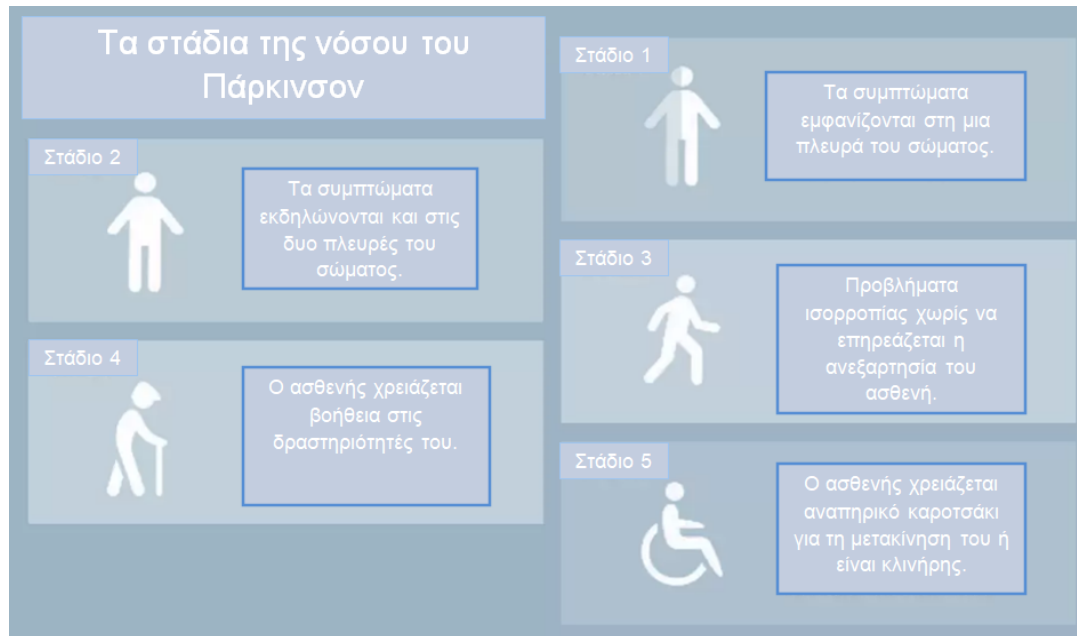 Τα στάδια της νόσου του
Πάρκινσον
Στάδιο 1
Τα συμπτώματα
εμφανίζονται στη μια
πλευρά του σώματος.
Στάδιο 2
Τα συμπτώματα
εκδηλώνονται και στις
δυο πλευρές του
σώματος.
Στάδιο 3
Προβλήματα
ισορροπίας χωρίς να
επηρεάζεται η
ανεξαρτησία του
ασθενή.
Στάδιο 4
Ο ασθενής χρειάζεται
βοήθεια στις
δραστηριότητές του.
Στάδιο 5
Ο ασθενής χρειάζεται
αναπηρικό καροτσάκι
για τη μετακίνηση του ή
είναι κλινήρης.